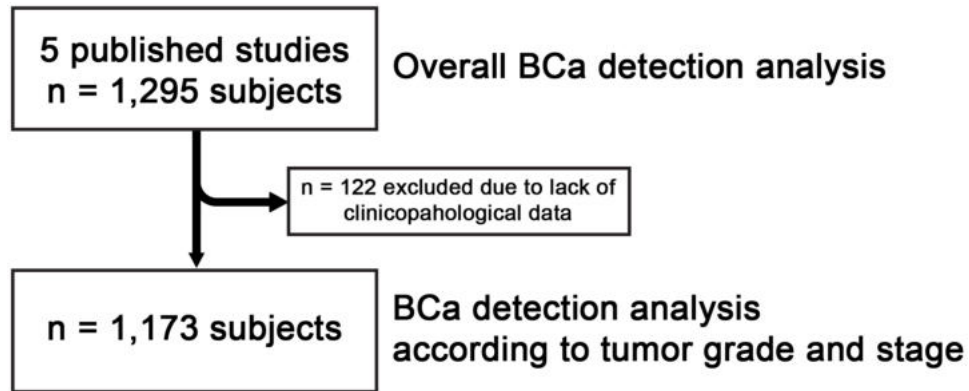 5 published studies
n = 1,295 subjects
Overall BCa detection analysis
n = 122 excluded due to lack of
clinicopahological data
n = 1,173 subjects
BCa detection analysis
according to tumor grade and stage